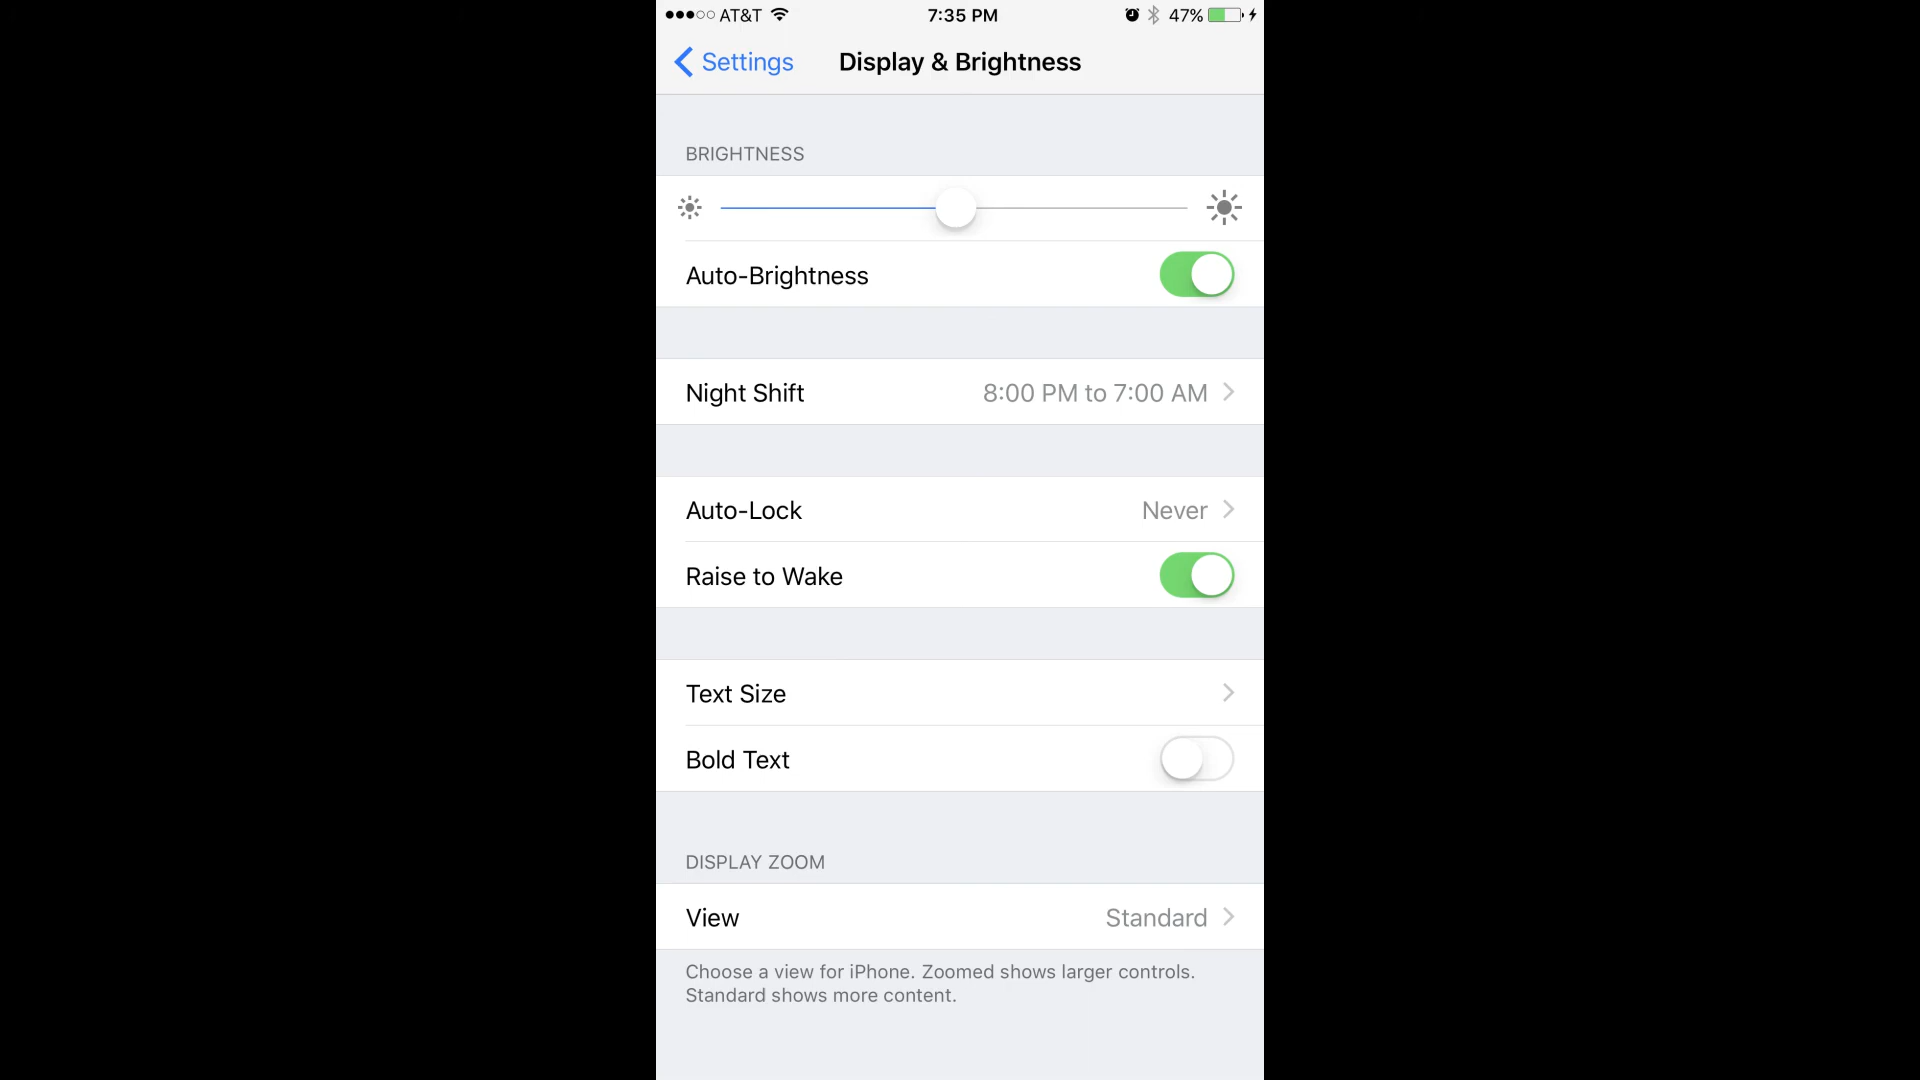 AT&T 7:35 PM 47%
Settings Display & Brightness
BRIGHTNESS
Auto-Brightness
Night Shift 8:00 PM to 7:00 AM
Auto-Lock Never
Raise to Wake
Text Size
Bold Text
DISPLAY ZOOM
View Standard
Choose a view for iPhone. Zoomed shows larger controls.
Standard shows more content.